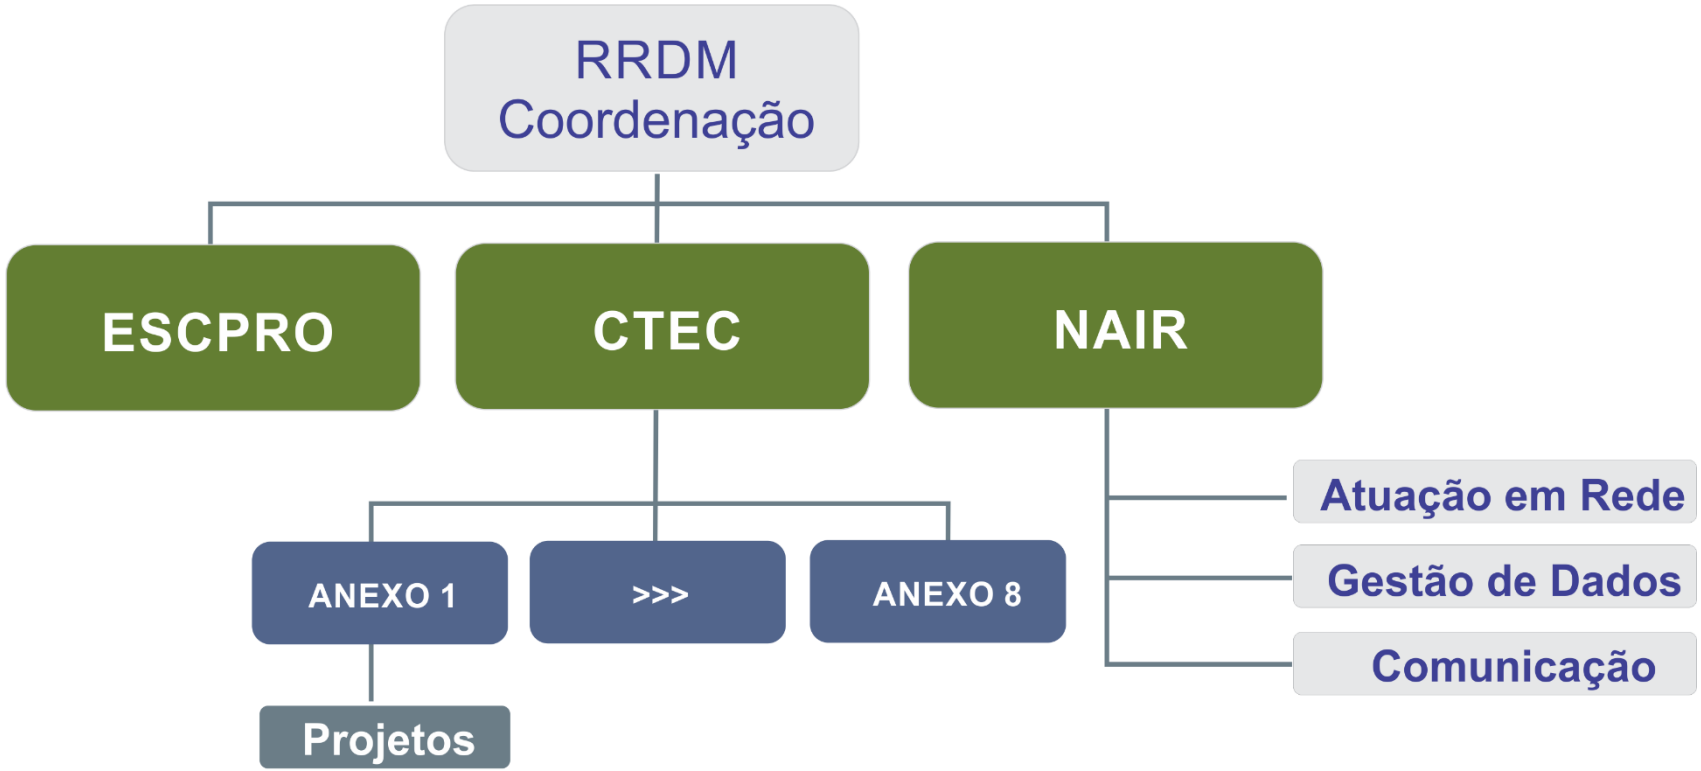 RRDM
Coordenação
ESCPRO
CTEC
NAIR
Atuação em Rede
Gestão de Dados
Comunicação
ANEXO 1
>>>
ANEXO 8
Projetos